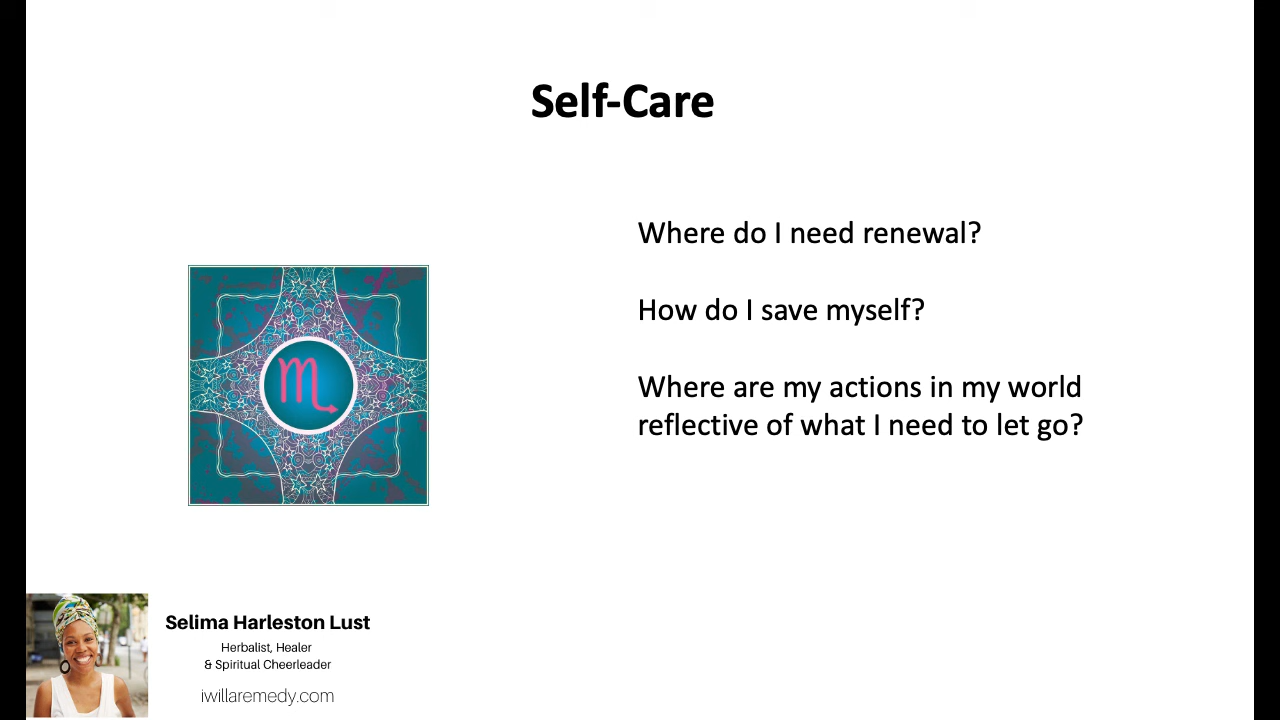 Self-Care
Where do I need renewal?
How do I save myself?
Where are my actions in my world
reflective of what I need to let go?
Selima Harleston Lust
Herbalist, Healer
& Spiritual Cheerleader
iwillaremedy.com